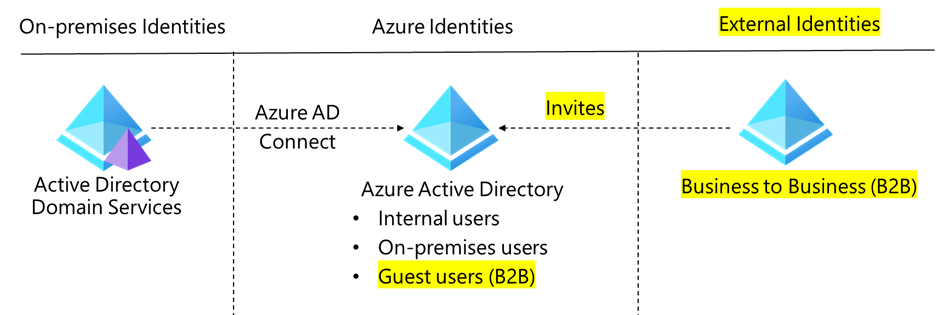 On-premises Identities
Azure Identities
External Identities
Azure AD
Connect
Invites
Active Directory
Domain Services
Azure Active Directory
• Internal users
• On-premises users
• Guest users (B2B)
Business to Business (B2B)